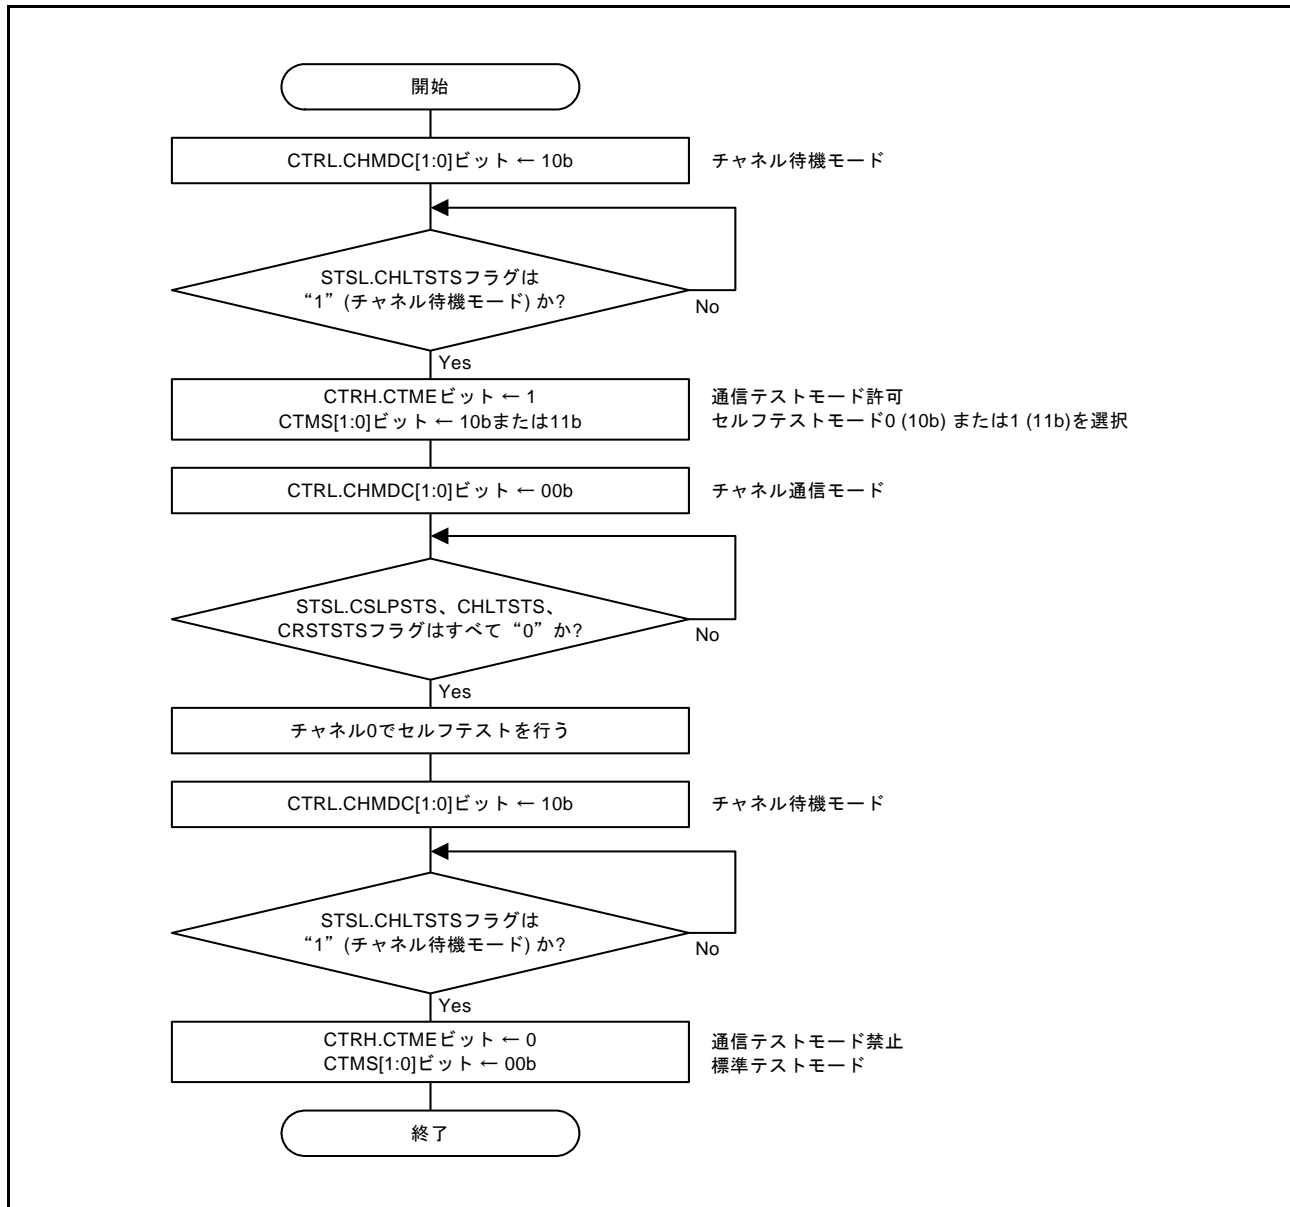 開始
CTRL.CHMDC[1:0]ビット ← 10b
チャネル待機モード
STSL.CHLTSTSフラグは
“1” (チャネル待機モード) か?
No
Yes
CTRH.CTMEビット ← 1
CTMS[1:0]ビット ← 10bまたは11b
通信テストモード許可
セルフテストモード0 (10b) または1 (11b)を選択
CTRL.CHMDC[1:0]ビット ← 00b
チャネル通信モード
STSL.CSLPSTS、CHLTSTS、
CRSTSTSフラグはすべて“0”か?
No
Yes
チャネル0でセルフテストを行う
CTRL.CHMDC[1:0]ビット ← 10b
チャネル待機モード
STSL.CHLTSTSフラグは
“1” (チャネル待機モード) か?
No
Yes
CTRH.CTMEビット ← 0
CTMS[1:0]ビット ← 00b
通信テストモード禁止
標準テストモード
終了